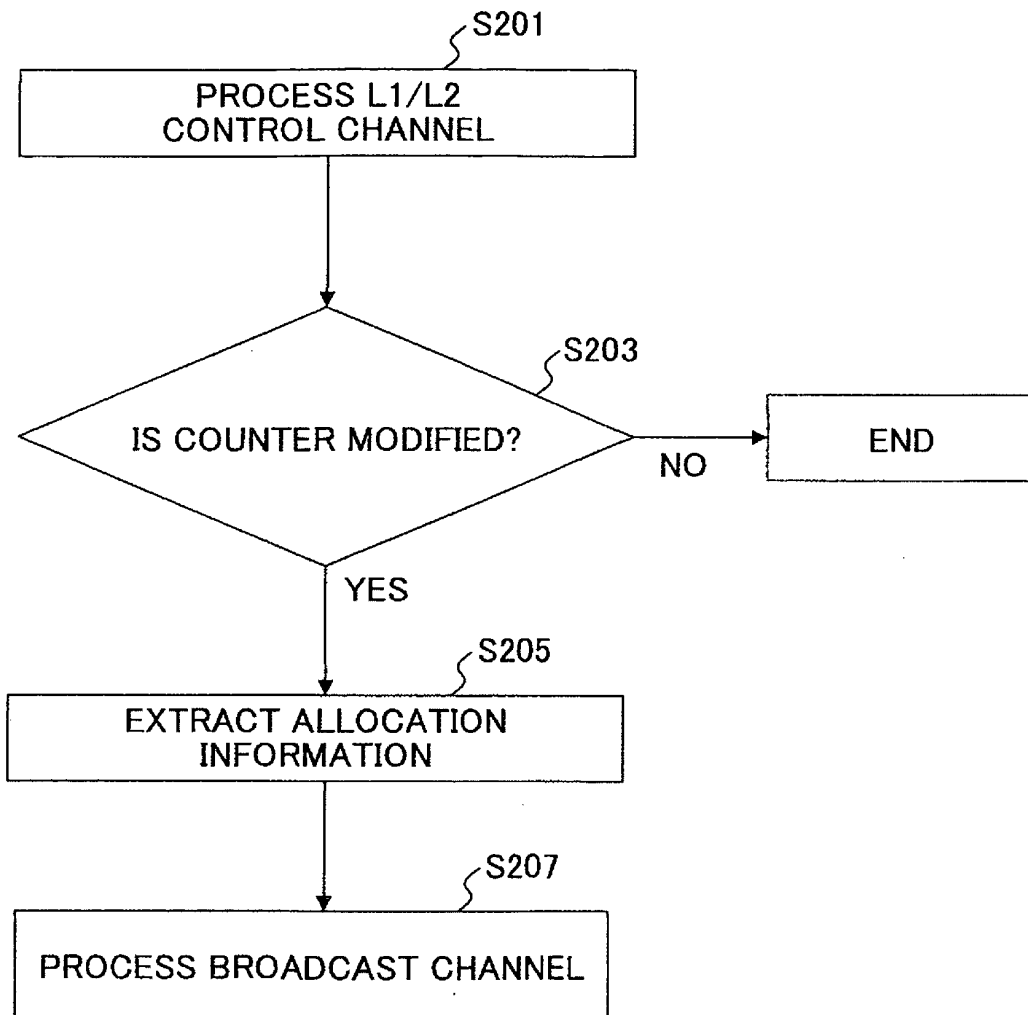 S201
PROCESS L1/L2
CONTROL CHANNEL
S203
IS COUNTER MODIFIED?
NO
END
YES
S205
EXTRACT ALLOCATION
INFORMATION
S207
PROCESS BROADCAST CHANNEL